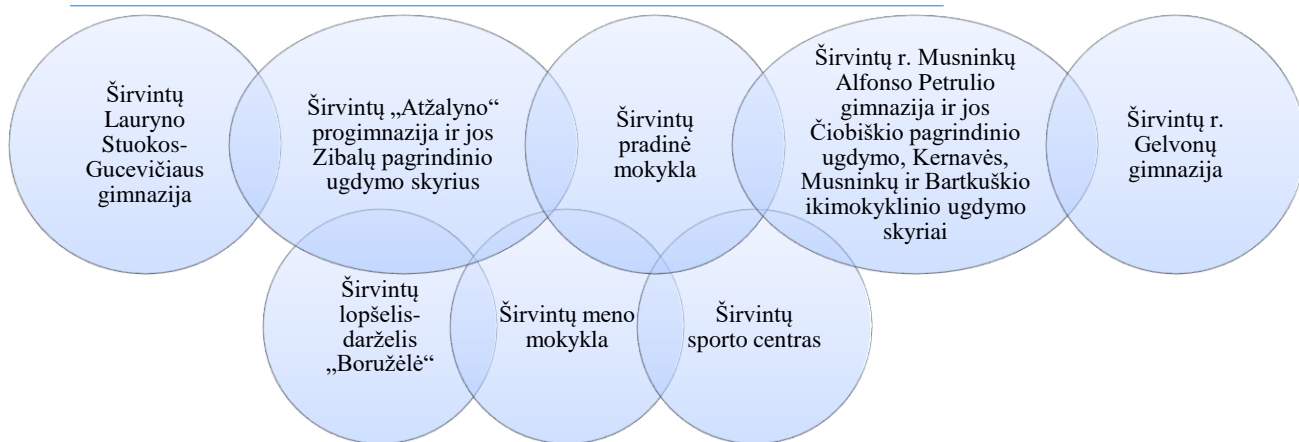 Širvintų
Lauryno
Stuokos-
Gucevičiaus
gimnazija
Širvintų „Atžalyno“
progimnazija ir jos
Zibalų pagrindinio
ugdymo skyrius
Širvintų
pradinė
mokykla
Širvintų r. Musninkų
Alfonso Petrulio
gimnazija ir jos
Čiobiškio pagrindinio
ugdymo, Kernavės,
Musninkų ir Bartkuškio
ikimokyklinio ugdymo
skyriai
Širvintų r.
Gelvonų
gimnazija
Širvintų
lopšelis-
darželis
„Boružėlė“
Širvintų meno
mokykla
Širvintų
sporto centras